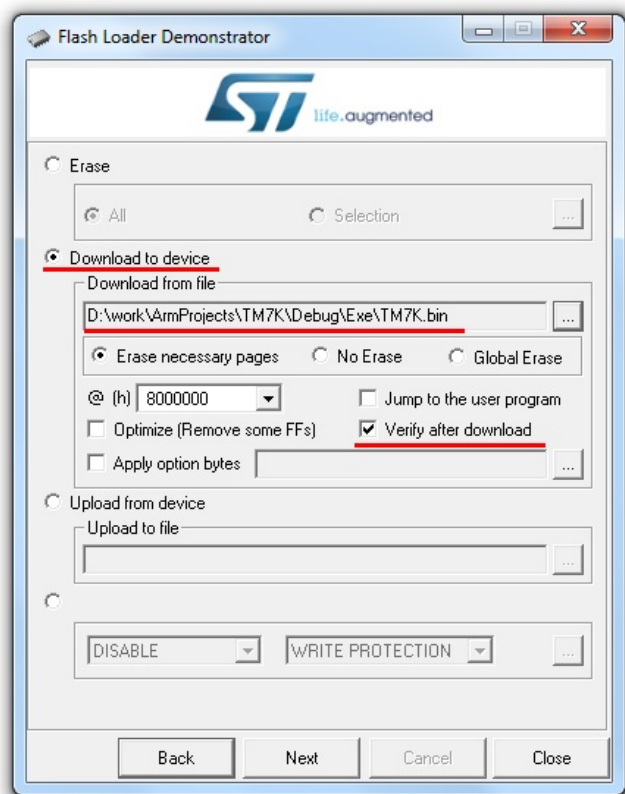 Flash Loader Demonstrator
ST life.augmented
Erase
All Selection ...
Download to device
Download from file
D:\work\ArmProjects\TM7K\Debug\Exe\TM7K.bin ...
Erase necessary pages No Erase Global Erase
@ (h) 8000000 Jump to the user program
Optimize (Remove some FFs) Verify after download
Apply option bytes ...
Upload from device
Upload to file
...
DISABLE WRITE PROTECTION ...
Back Next Cancel Close